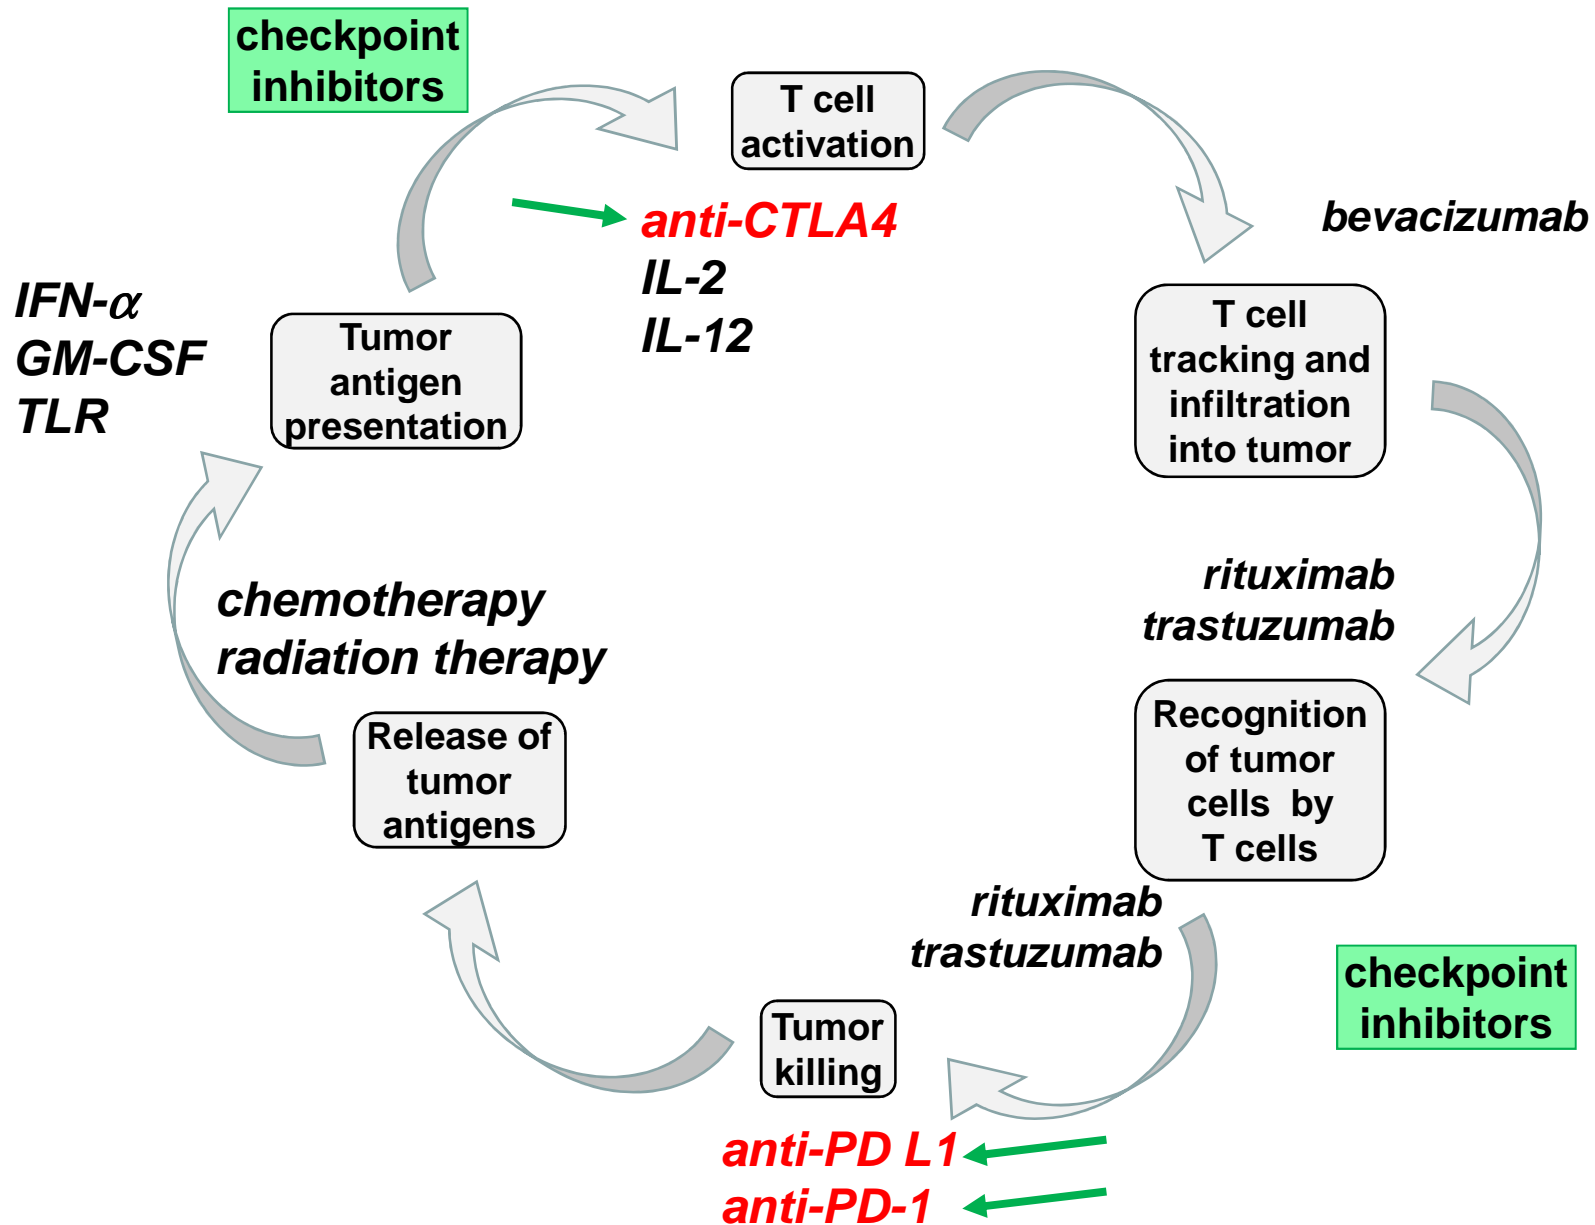 checkpoint
inhibitors
T cell
activation
anti-CTLA4
IL-2
IL-12
bevacizumab
IFN-α
GM-CSF
TLR
Tumor
antigen
presentation
T cell
tracking and
infiltration
into tumor
chemotherapy
radiation therapy
rituximab
trastuzumab
Release of
tumor
antigens
Recognition
of tumor
cells by
T cells
rituximab
trastuzumab
checkpoint
inhibitors
Tumor
killing
anti-PD L1
anti-PD-1